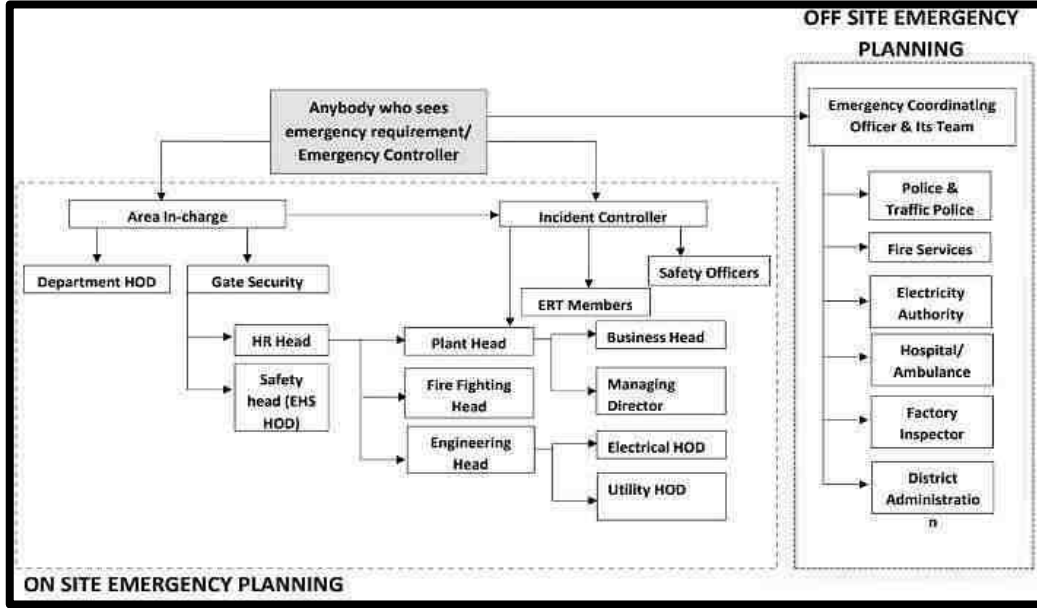 OFF SITE EMERGENCY
PLANNING
Anybody who sees
emergency requirement/
Emergency Controller
Emergency Coordinating
Officer & Its Team
Police &
Traffic Police
Fire Services
Electricity
Authority
Hospital/
Ambulance
Factory
Inspector
District
Administratio
n
Area In-charge
Incident Controller
Department HOD
Gate Security
Safety Officers
ERT Members
HR Head
Plant Head
Business Head
Safety
head (EHS
HOD)
Fire Fighting
Head
Managing
Director
Engineering
Head
Electrical HOD
Utility HOD
ON SITE EMERGENCY PLANNING